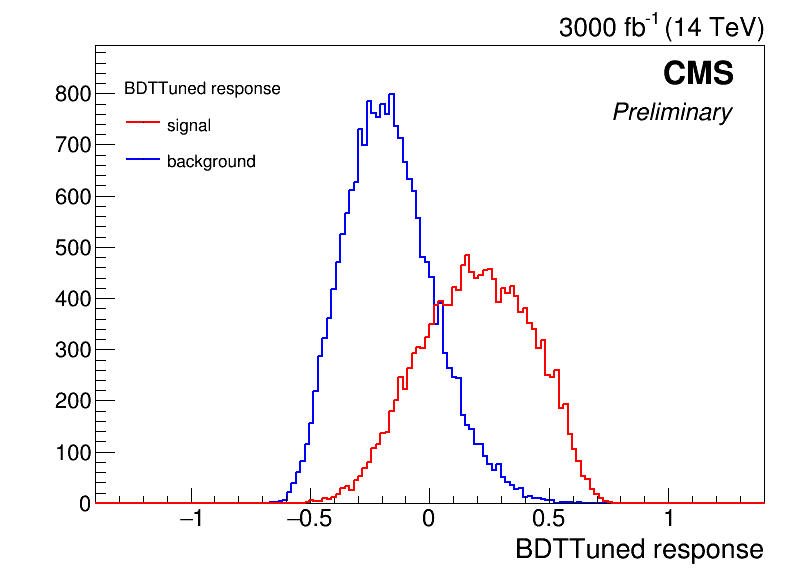 3000 fb-1 (14 TeV)
CMS
Preliminary
BDTTuned response
signal
background
800
700
600
500
400
300
200
100
0
−1 −0.5 0 0.5 1
BDTTuned response